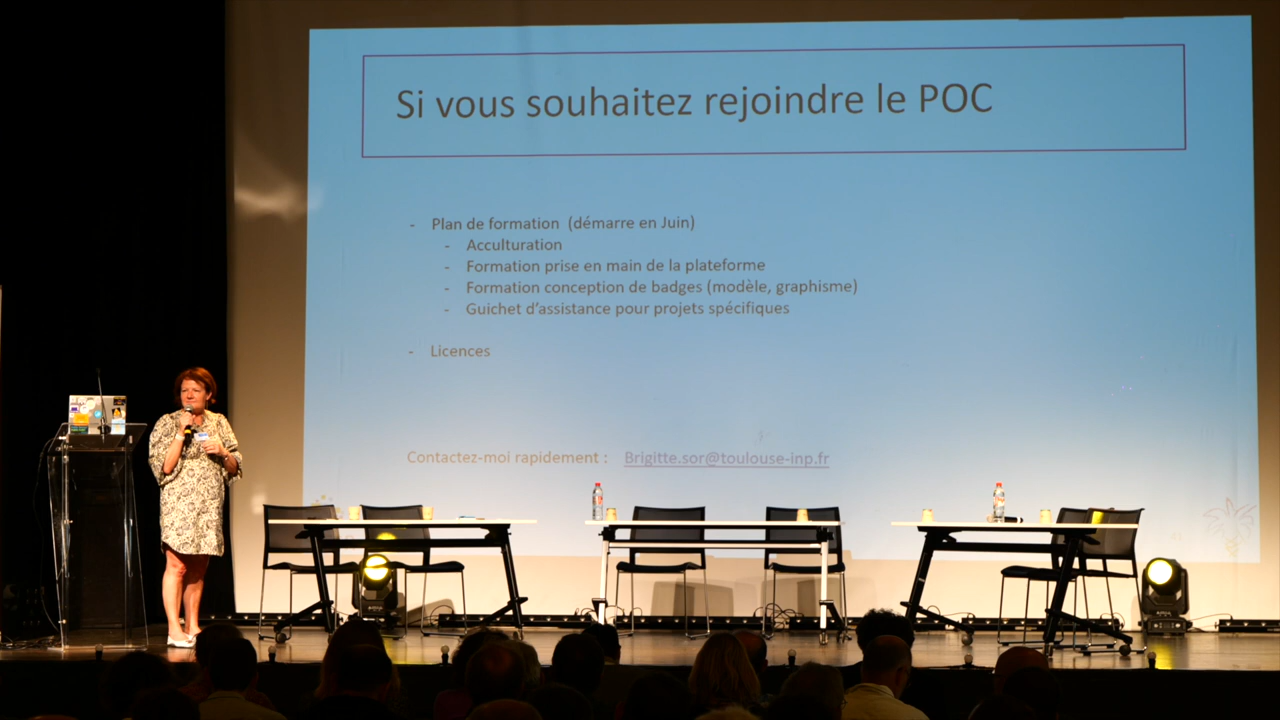 Si vous souhaitez rejoindre le POC
- Plan de formation (démarre en Juin)
- Acculturation
- Formation prise en main de la plateforme
- Formation conception de badges (modèle, graphisme)
- Guichet d'assistance pour projets spécifiques
- Licences
Contactez-moi rapidement : Brigitte.sor@toulouse-inp.fr